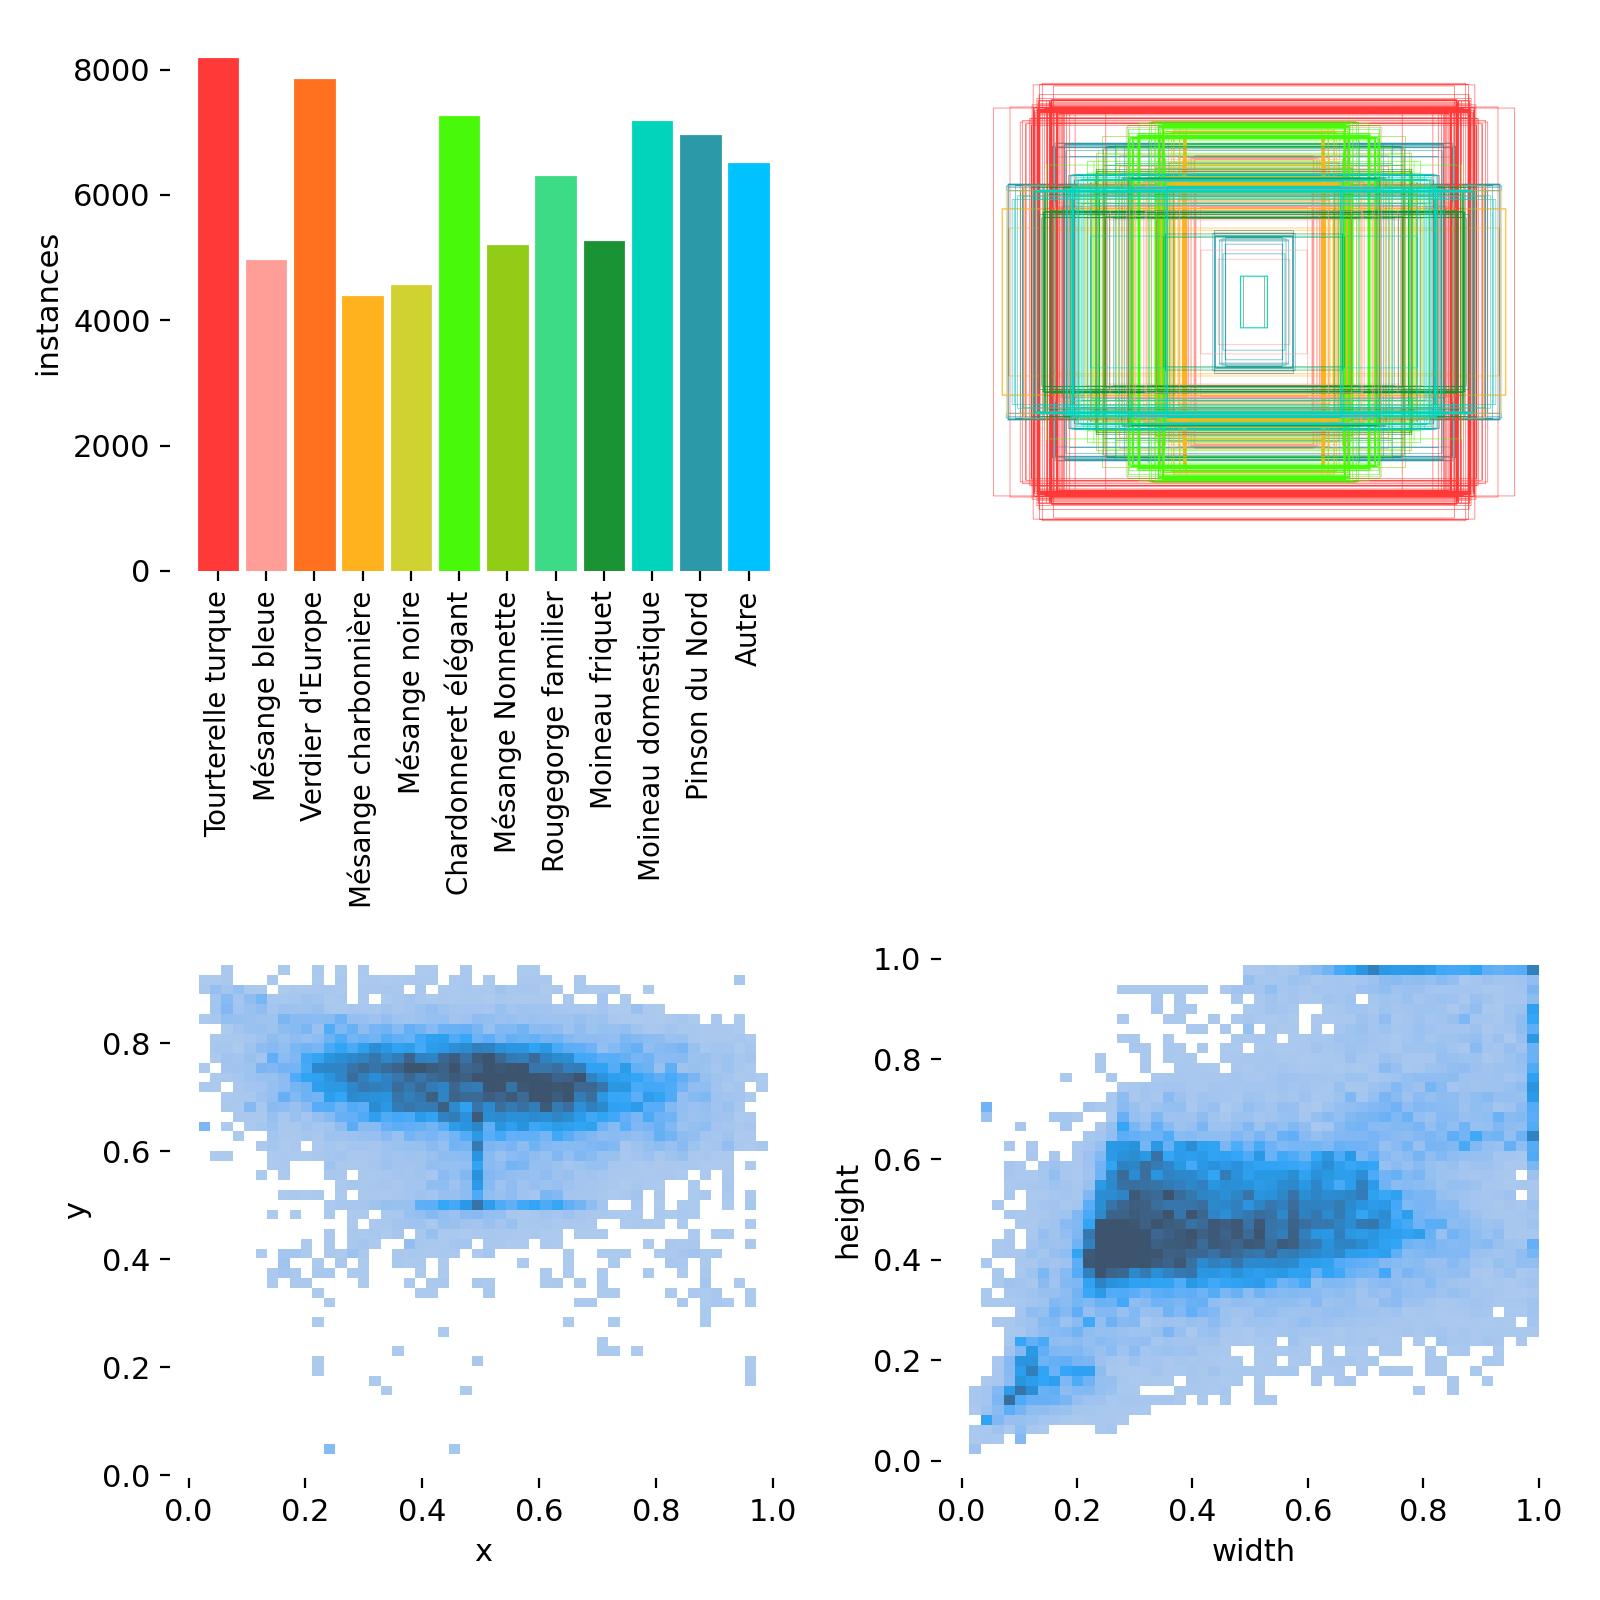 8000
6000
4000
2000
0
instances
Tourterelle turque
Mésange bleue
Verdier d'Europe
Mésange charbonnière
Mésange noire
Chardonneret élégant
Mésange Nonnette
Rougegorge familier
Moineau friquet
Moineau domestique
Pinson du Nord
Autre
0.8
0.6
0.4
0.2
0.0
y
0.0 0.2 0.4 0.6 0.8 1.0
x
1.0
0.8
0.6
0.4
0.2
0.0
height
0.0 0.2 0.4 0.6 0.8 1.0
width